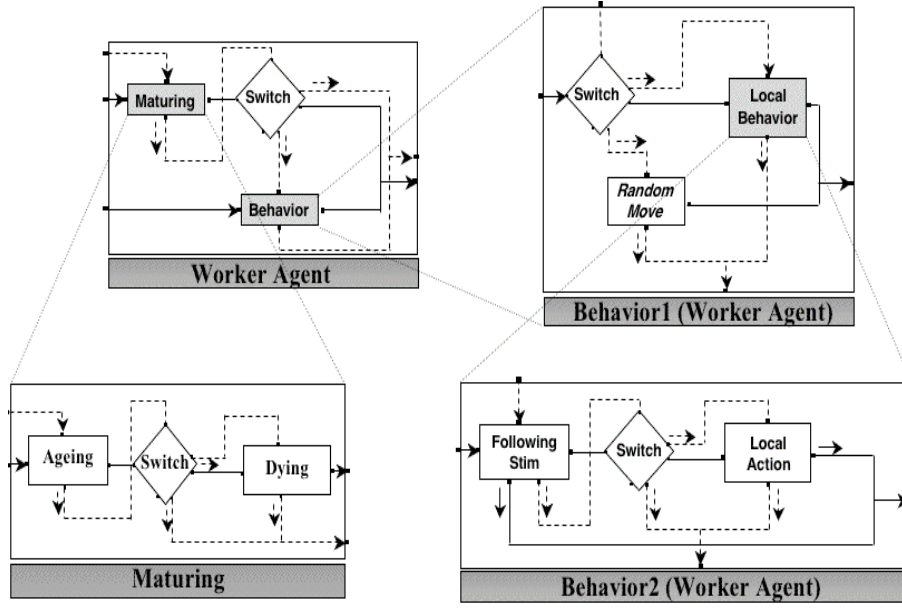 Maturing
Switch
Behavior
Worker Agent
Switch
Local
Behavior
Random
Move
Behavior1 (Worker Agent)
Ageing
Switch
Dying
Maturing
Following
Stim
Switch
Local
Action
Behavior2 (Worker Agent)